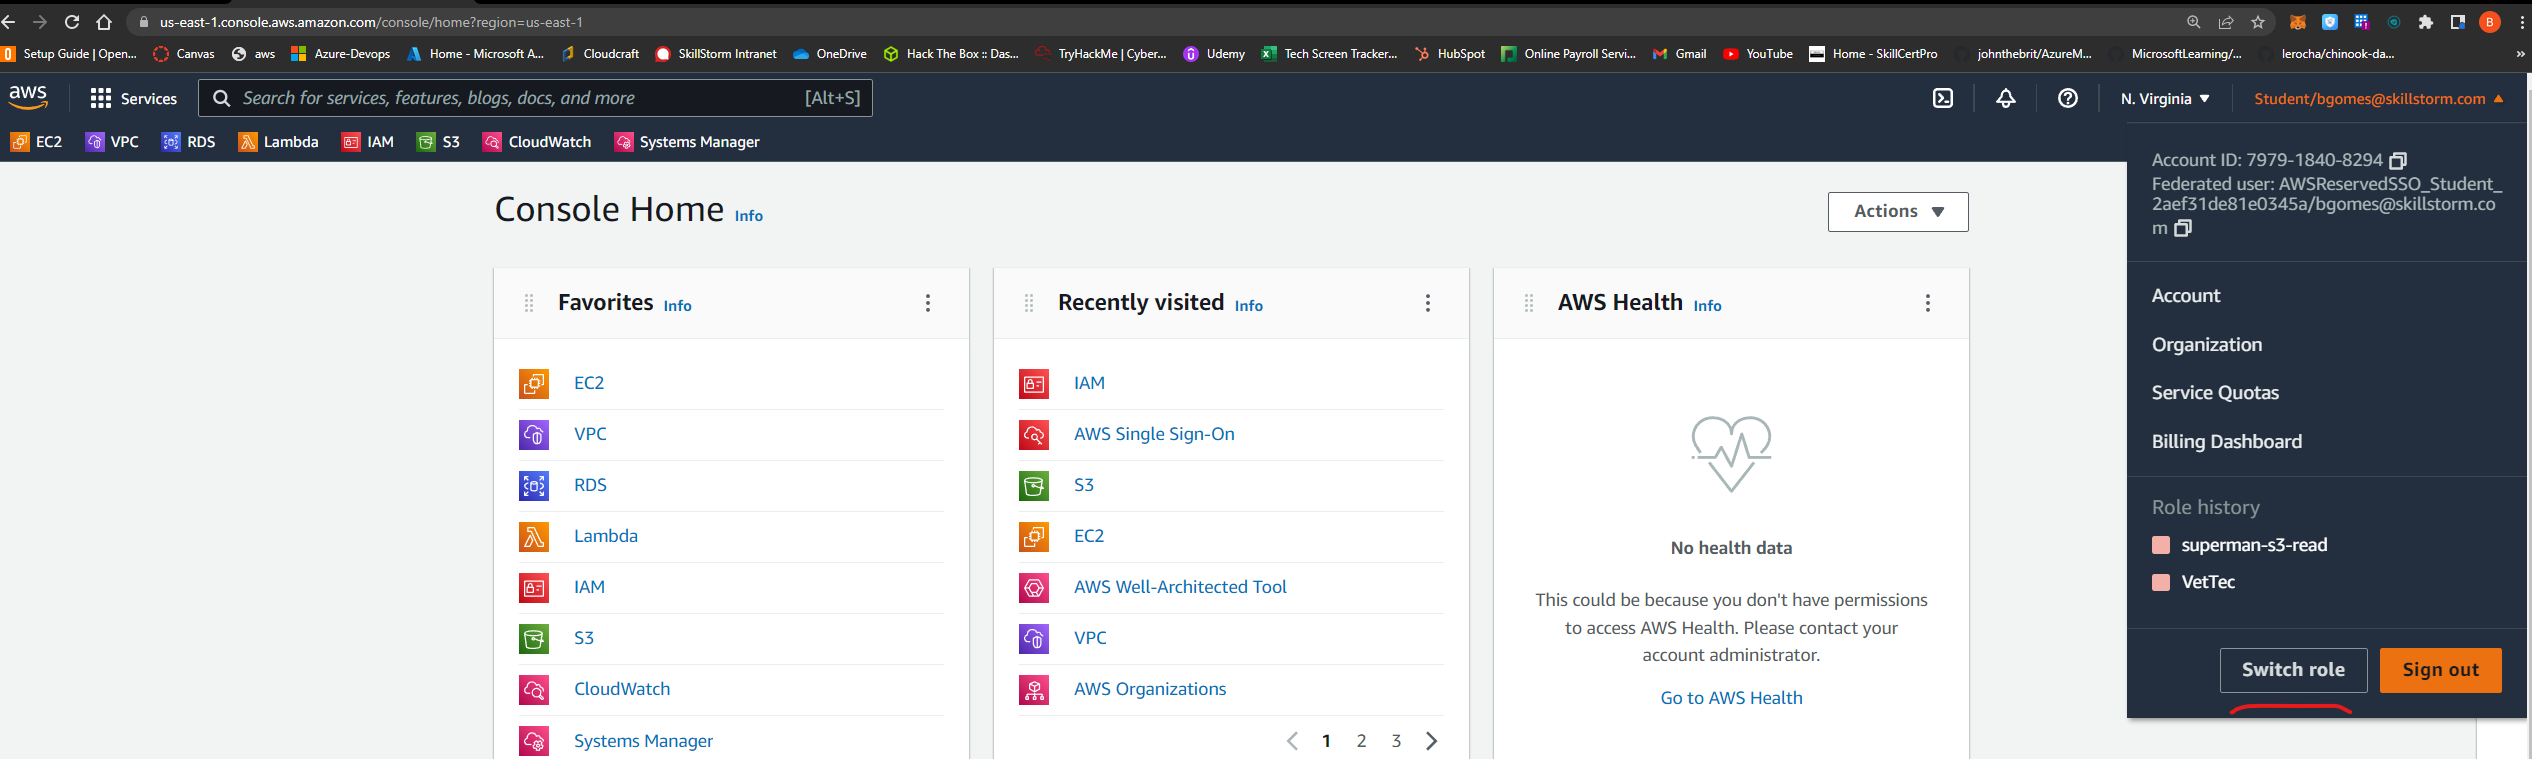 us-east-1.console.aws.amazon.com/console/home?region=us-east-1
B
Setup Guide | Open... Canvas aws Azure-Devops Home - Microsoft A... Cloudcraft SkillStorm Intranet OneDrive Hack The Box :: Das... TryHackMe | Cyber... Udemy Tech Screen Tracker... HubSpot Online Payroll Servi... Gmail YouTube Home - SkillCertPro johnthebrit/AzureM... MicrosoftLearning/... lerocha/chinook-da... »
aws Services Search for services, features, blogs, docs, and more [Alt+S] N. Virginia Student/bgomes@skillstorm.com
EC2 VPC RDS Lambda IAM S3 CloudWatch Systems Manager
Console Home Info
Actions
Favorites Info
EC2
VPC
RDS
Lambda
IAM
S3
CloudWatch
Systems Manager
Recently visited Info
IAM
AWS Single Sign-On
S3
EC2
AWS Well-Architected Tool
VPC
AWS Organizations
1 2 3
AWS Health Info
No health data
This could be because you don't have permissions
to access AWS Health. Please contact your
account administrator.
Go to AWS Health
Account ID: 7979-1840-8294
Federated user: AWSReservedSSO_Student_
2aef31de81e0345a/bgomes@skillstorm.co
m
Account
Organization
Service Quotas
Billing Dashboard
Role history
superman-s3-read
VetTec
Switch role Sign out